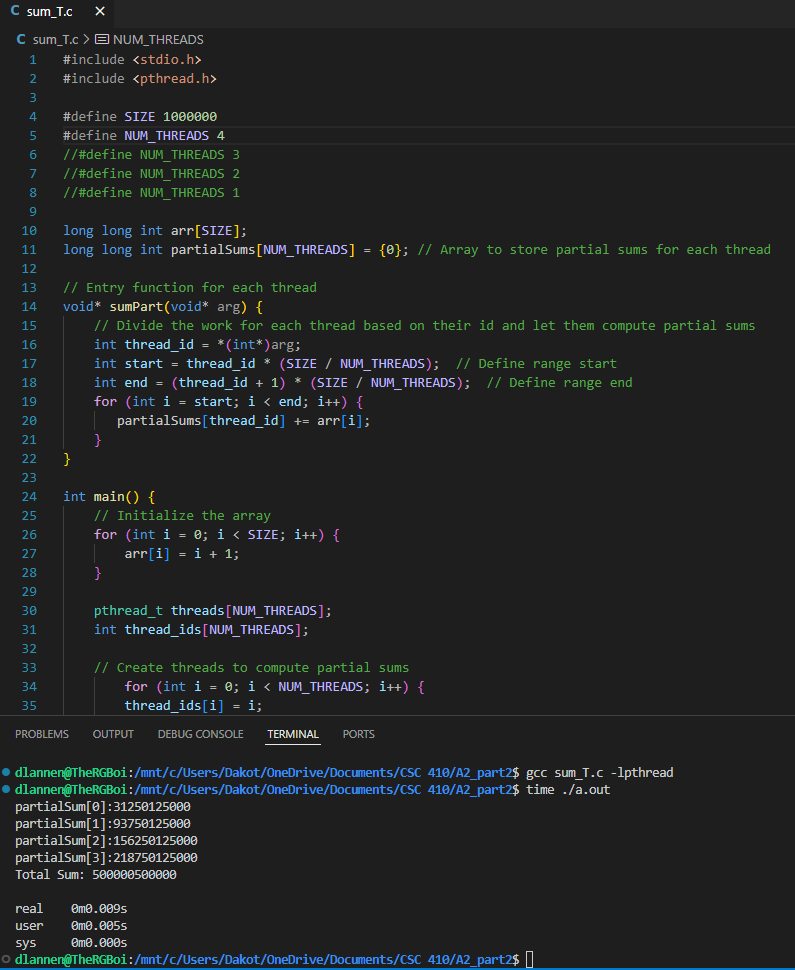 C sum_T.c ×
C sum_T.c > NUM_THREADS
1 #include <stdio.h>
2 #include <pthread.h>
3
4 #define SIZE 1000000
5 #define NUM_THREADS 4
6 //#define NUM_THREADS 3
7 //#define NUM_THREADS 2
8 //#define NUM_THREADS 1
9
10 long long int arr[SIZE];
11 long long int partialSums[NUM_THREADS] = {0}; // Array to store partial sums for each thread
12
13 // Entry function for each thread
14 void* sumPart(void* arg) {
15     // Divide the work for each thread based on their id and let them compute partial sums
16     int thread_id = *(int*)arg;
17     int start = thread_id * (SIZE / NUM_THREADS);  // Define range start
18     int end = (thread_id + 1) * (SIZE / NUM_THREADS);  // Define range end
19     for (int i = start; i < end; i++) {
20        partialSums[thread_id] += arr[i];
21     }
22 }
23
24 int main() {
25     // Initialize the array
26     for (int i = 0; i < SIZE; i++) {
27         arr[i] = i + 1;
28     }
29
30     pthread_t threads[NUM_THREADS];
31     int thread_ids[NUM_THREADS];
32
33     // Create threads to compute partial sums
34         for (int i = 0; i < NUM_THREADS; i++) {
35         thread_ids[i] = i;
PROBLEMS OUTPUT DEBUG CONSOLE TERMINAL PORTS
dlannen@TheRGBoi:/mnt/c/Users/Dakot/OneDrive/Documents/CSC 410/A2_part2$ gcc sum_T.c -lpthread
dlannen@TheRGBoi:/mnt/c/Users/Dakot/OneDrive/Documents/CSC 410/A2_part2$ time ./a.out
partialSum[0]:31250125000
partialSum[1]:93750125000
partialSum[2]:156250125000
partialSum[3]:218750125000
Total Sum: 500000500000

real    0m0.009s
user    0m0.005s
sys     0m0.000s
dlannen@TheRGBoi:/mnt/c/Users/Dakot/OneDrive/Documents/CSC 410/A2_part2$